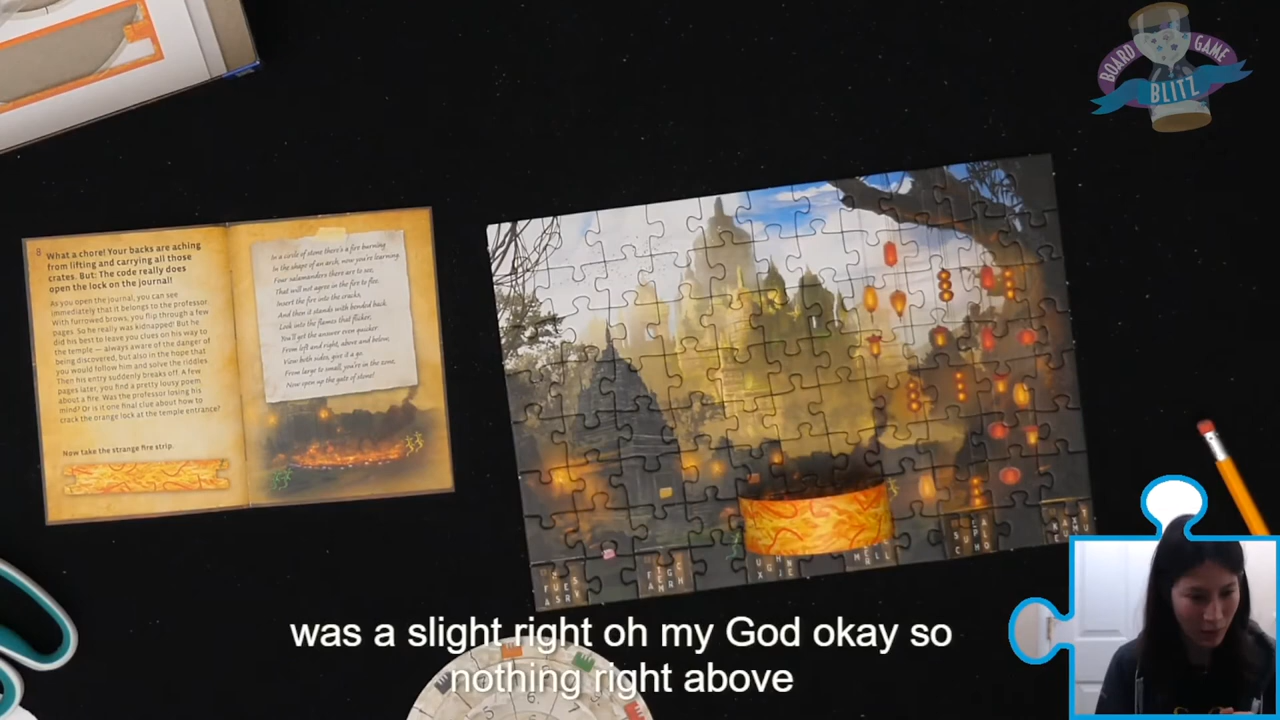 BOARD GAME
BLITZ
8
What a chore! Your backs are aching
from lifting and carrying all those
crates. But: The code really does
open the lock on the journal!
As you open the journal, you can see
immediately that it belongs to the professor.
With furrowed brows, you flip through a few
pages. So he really was kidnapped! But he
did his best to leave you clues on his way to
the temple — always aware of the danger of
being discovered, but also in the hope that
you would follow him and solve the riddles.
Then his entry suddenly breaks off. A few
pages later, you find a pretty lousy poem
about a fire. Was the professor losing his
mind? Or is it one final clue about how to
crack the orange lock at the temple entrance?
Now take the strange fire strip.
In a circle of stone there's a fire burning
In the shape of an arch, now you're learning.
Four salamanders there are to see,
That will not agree in the fire to flee.
Insert the fire into the cracks,
And then it stands with bended back.
Look into the flames that flicker,
You'll get the answer even quicker.
From left and right, above and below,
View both sides, give it a go.
From large to small, you're in the zone,
Now open up the gate of stone!
was a slight right oh my God okay so
nothing right above